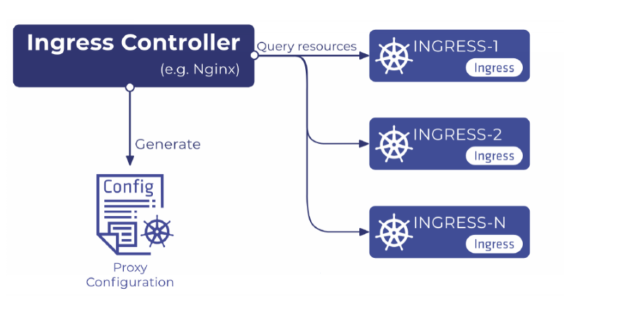 Ingress Controller
(e.g. Nginx)
Query resources
INGRESS-1
Ingress
INGRESS-2
Ingress
INGRESS-N
Ingress
Generate
Config
Proxy
Configuration